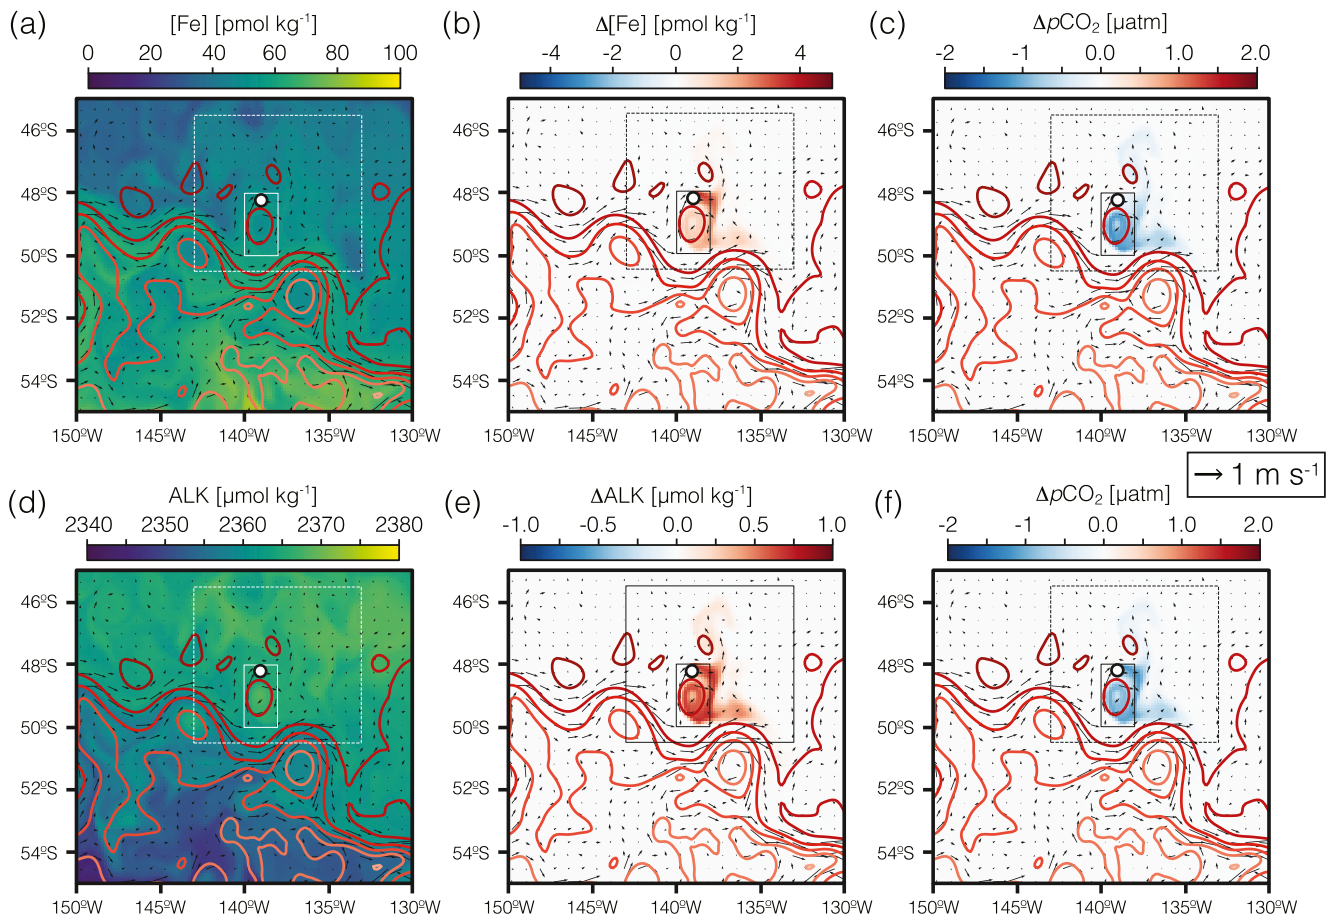 (a) [Fe] [pmol kg⁻¹] (b) Δ[Fe] [pmol kg⁻¹] (c) ΔpCO₂ [µatm]
0 20 40 60 80 100 -4 -2 0 2 4 -2 -1 0.0 1.0 2.0
46ºS 46ºS 46ºS
48ºS 48ºS 48ºS
50ºS 50ºS 50ºS
52ºS 52ºS 52ºS
54ºS 54ºS 54ºS
150ºW 145ºW 140ºW 135ºW 130ºW 150ºW 145ºW 140ºW 135ºW 130ºW 150ºW 145ºW 140ºW 135ºW 130ºW
→ 1 m s⁻¹
(d) ALK [µmol kg⁻¹] (e) ΔALK [µmol kg⁻¹] (f) ΔpCO₂ [µatm]
2340 2350 2360 2370 2380 -1.0 -0.5 0.0 0.5 1.0 -2 -1 0.0 1.0 2.0
46ºS 46ºS 46ºS
48ºS 48ºS 48ºS
50ºS 50ºS 50ºS
52ºS 52ºS 52ºS
54ºS 54ºS 54ºS
150ºW 145ºW 140ºW 135ºW 130ºW 150ºW 145ºW 140ºW 135ºW 130ºW 150ºW 145ºW 140ºW 135ºW 130ºW